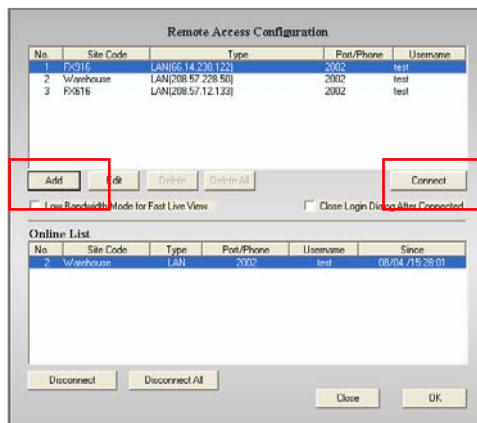 Remote Access Configuration
No. Site Code Type Port/Phone Username
1 FX916 LAN(66.14.238.122) 2002 test
2 Warehouse LAN(208.57.228.50) 2002 test
3 FX616 LAN(208.57.12.133) 2002 test
Add Edit Delete Delete All Connect
Low Bandwidth Mode for Fast Live View. Close Login Dialog After Connected
Online List
No. Site Code Type Port/Phone Username Since
2 Warehouse LAN 2002 test 08/04 /15:28:01
Disconnect Disconnect All
Close OK